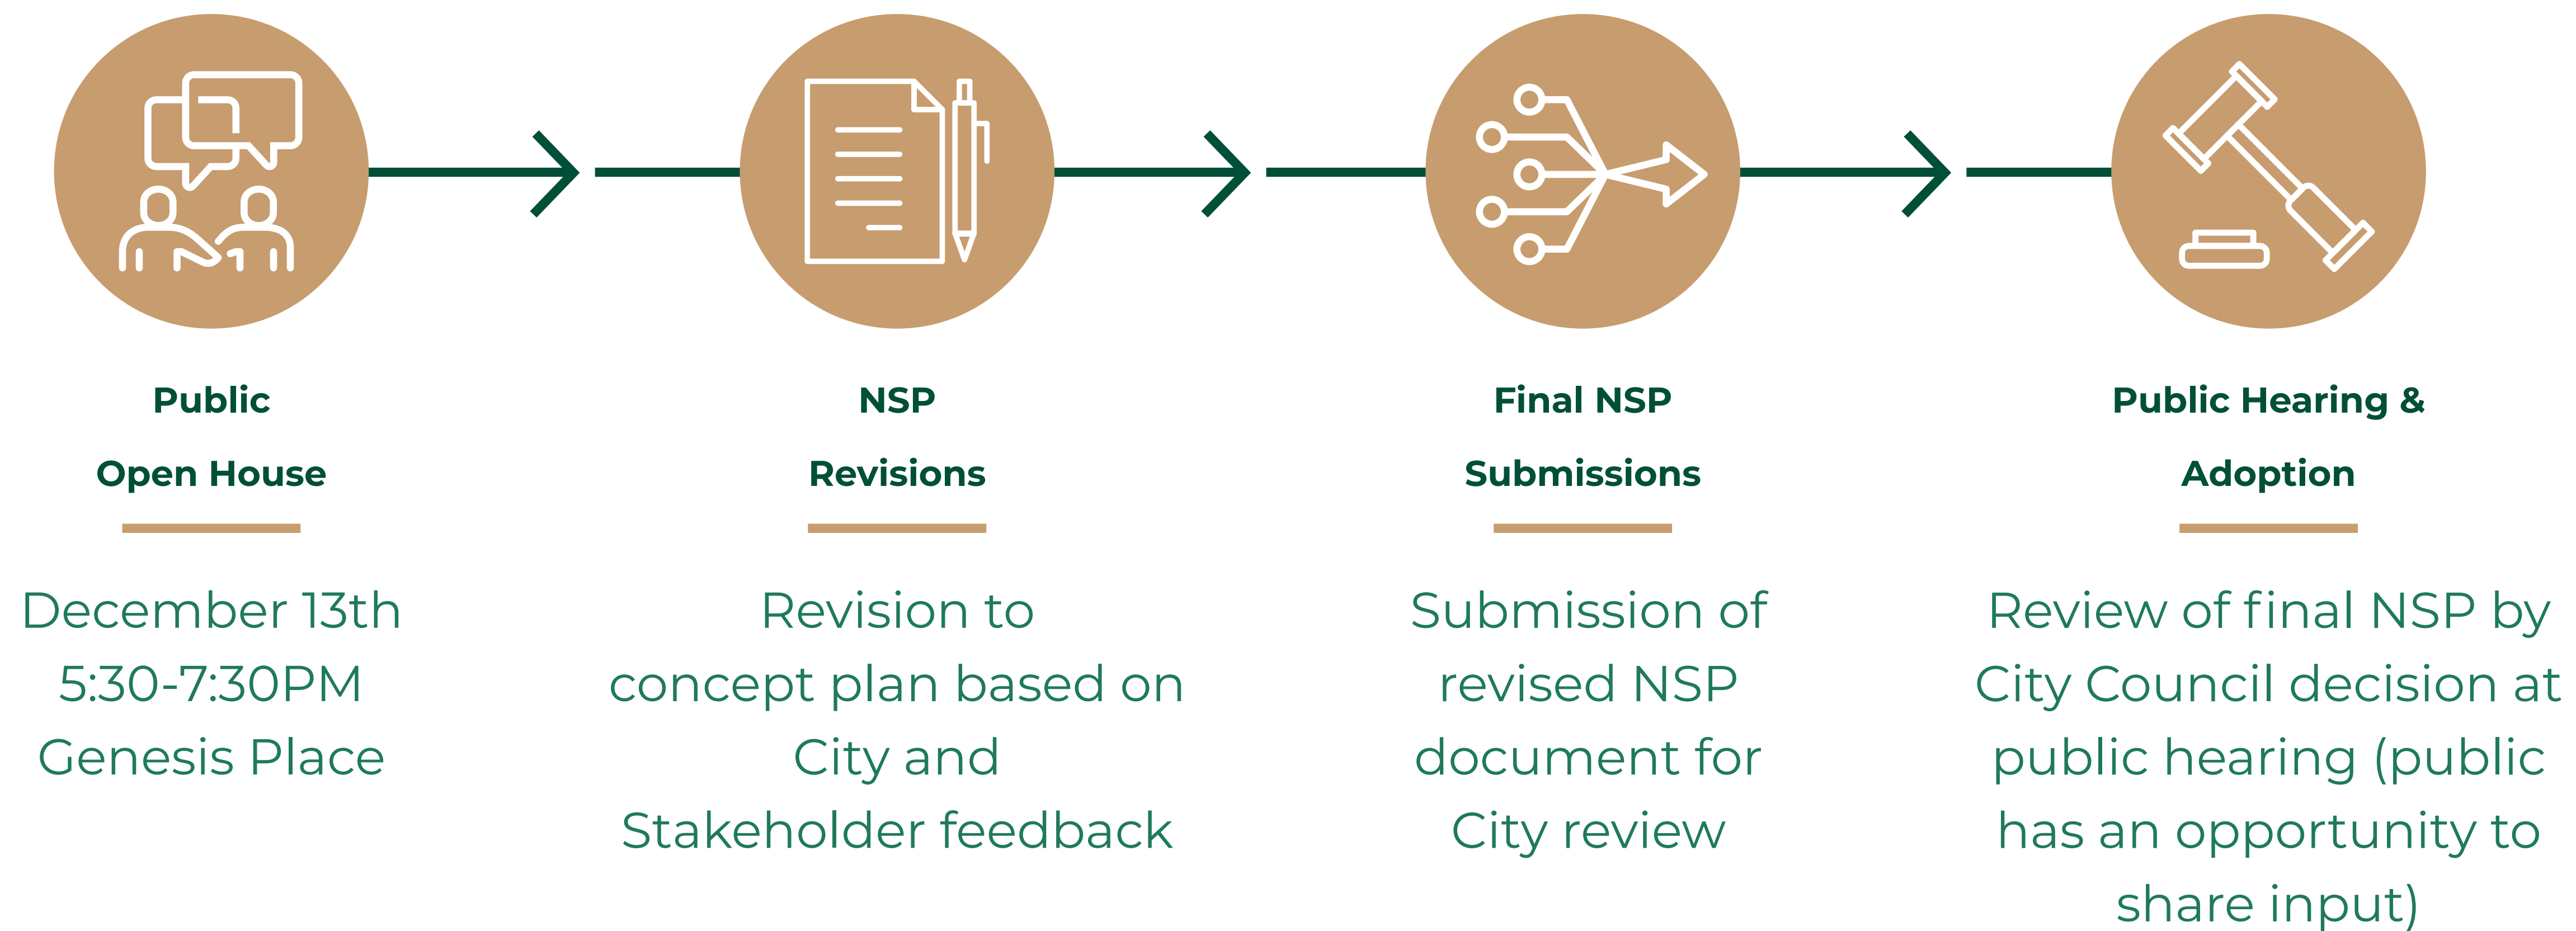 Public
Open House
December 13th
5:30-7:30PM
Genesis Place
NSP
Revisions
Revision to
concept plan based on
City and
Stakeholder feedback
Final NSP
Submissions
Submission of
revised NSP
document for
City review
Public Hearing &
Adoption
Review of final NSP by
City Council decision at
public hearing (public
has an opportunity to
share input)